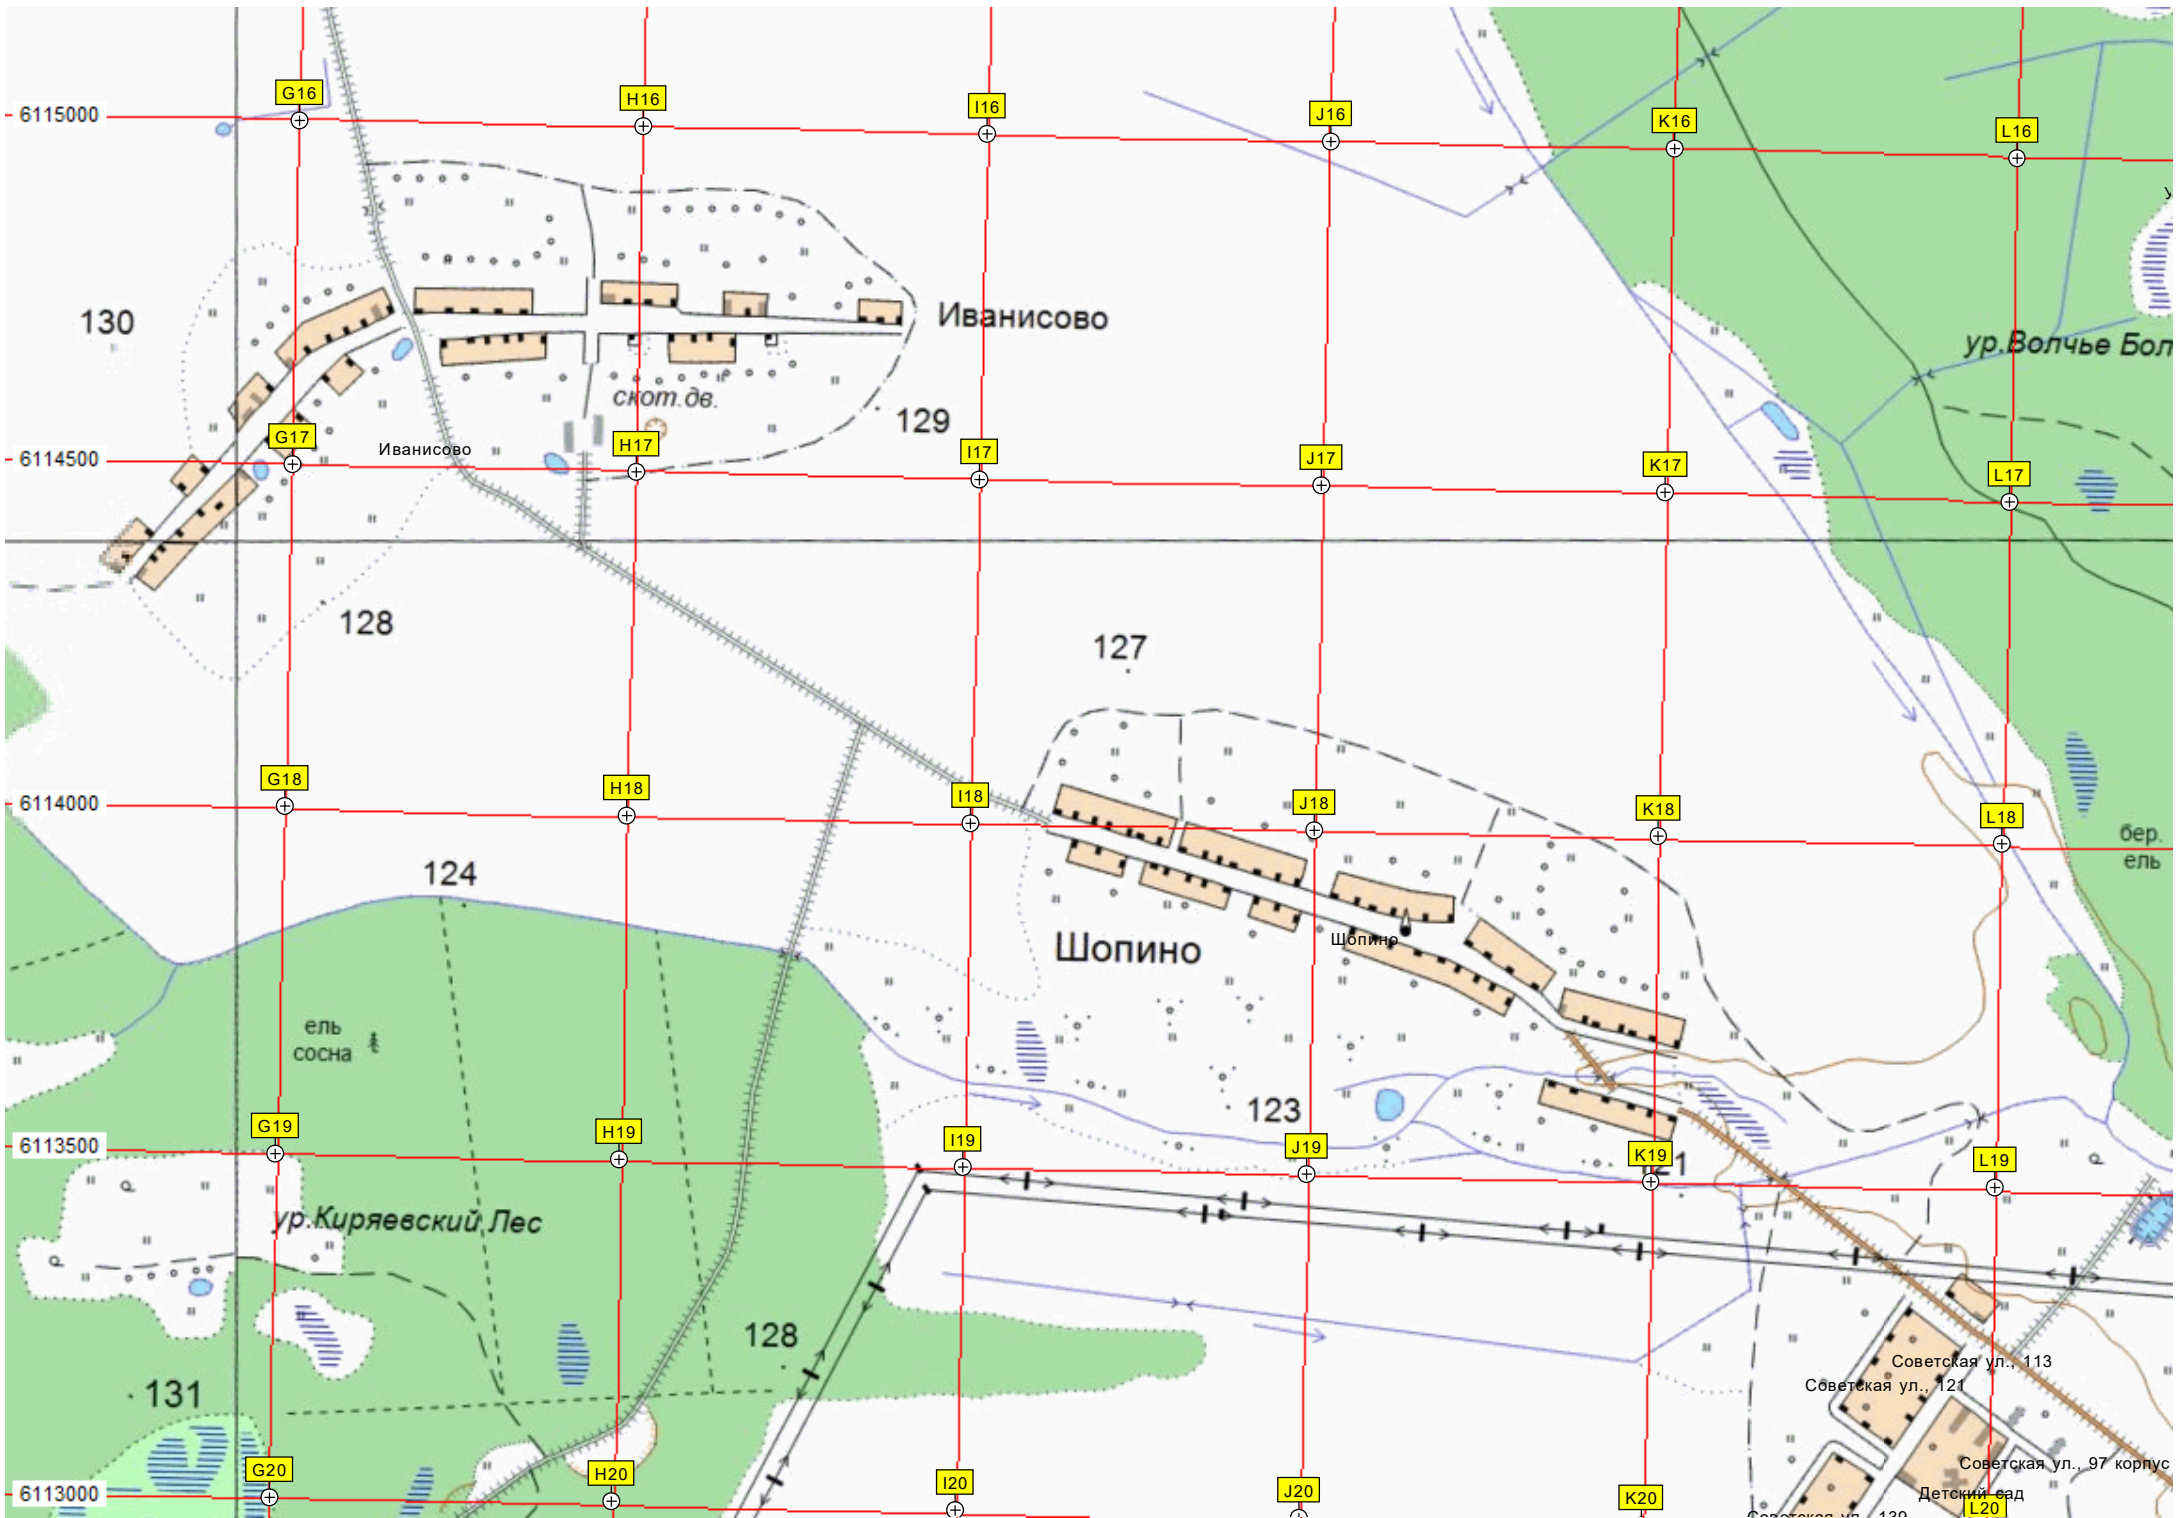 G16
H16
I16
J16
K16
L16
6115000
130
Иванисово
ур.Волчье Бол
скот.дв.
129
G17
H17
I17
J17
K17
L17
6114500
Иванисово
128
127
G18
H18
I18
J18
K18
L18
6114000
бер.
ель
124
Шопино
Шопино
ель
сосна
123
G19
H19
I19
J19
K19
L19
6113500
ур.Киряевский Лес
128
131
Советская ул., 113
Советская ул., 121
G20
H20
I20
J20
K20
L20
6113000
Советская ул., 97 корпус
Детский сад